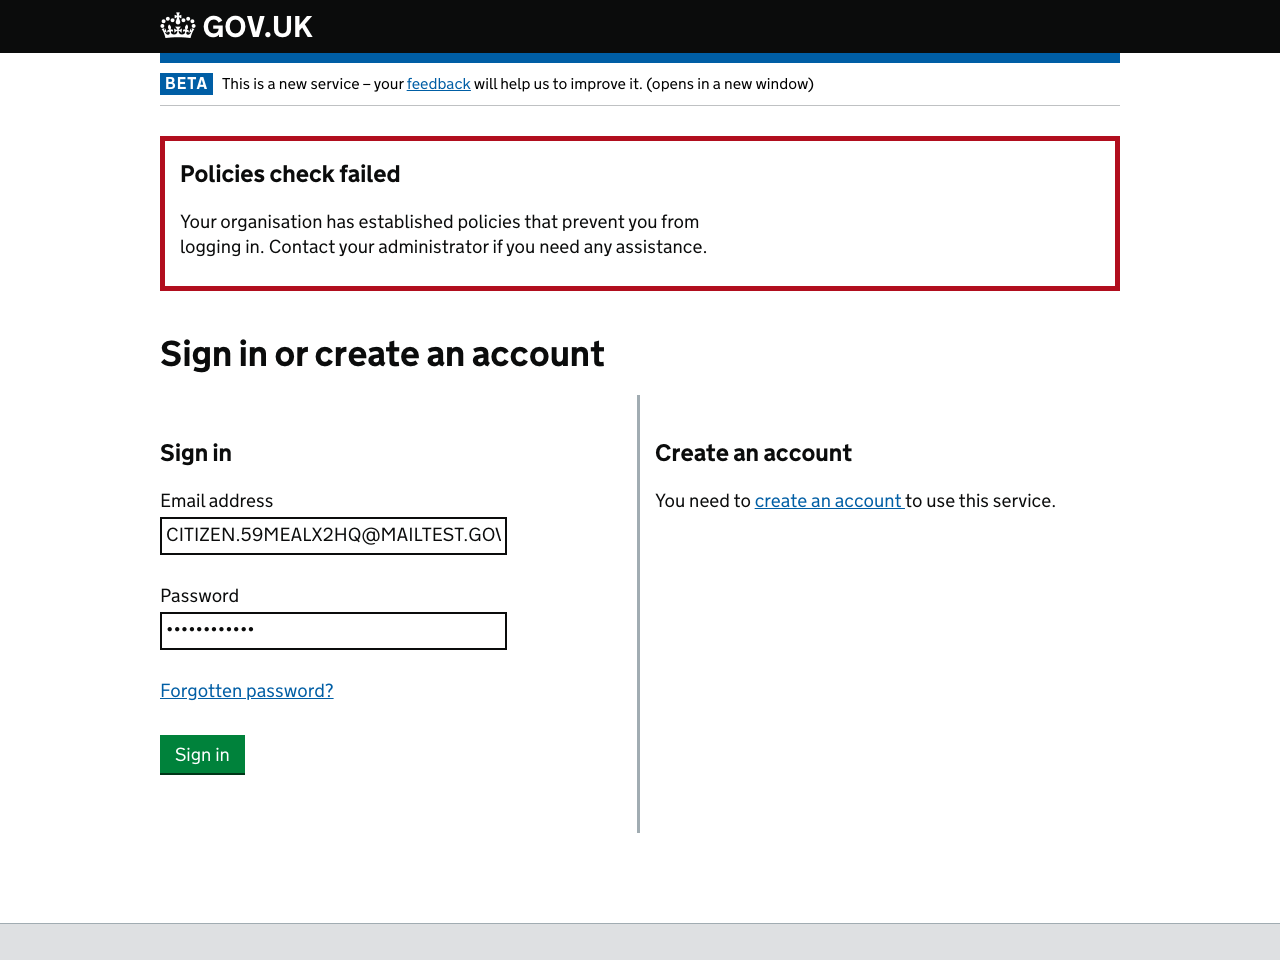 GOV.UK
BETA This is a new service – your feedback will help us to improve it. (opens in a new window)
Policies check failed
Your organisation has established policies that prevent you from
logging in. Contact your administrator if you need any assistance.
Sign in or create an account
Sign in
Email address
CITIZEN.59MEALX2HQ@MAILTEST.GOV
Password
••••••••••••
Forgotten password?
Sign in
Create an account
You need to create an account to use this service.